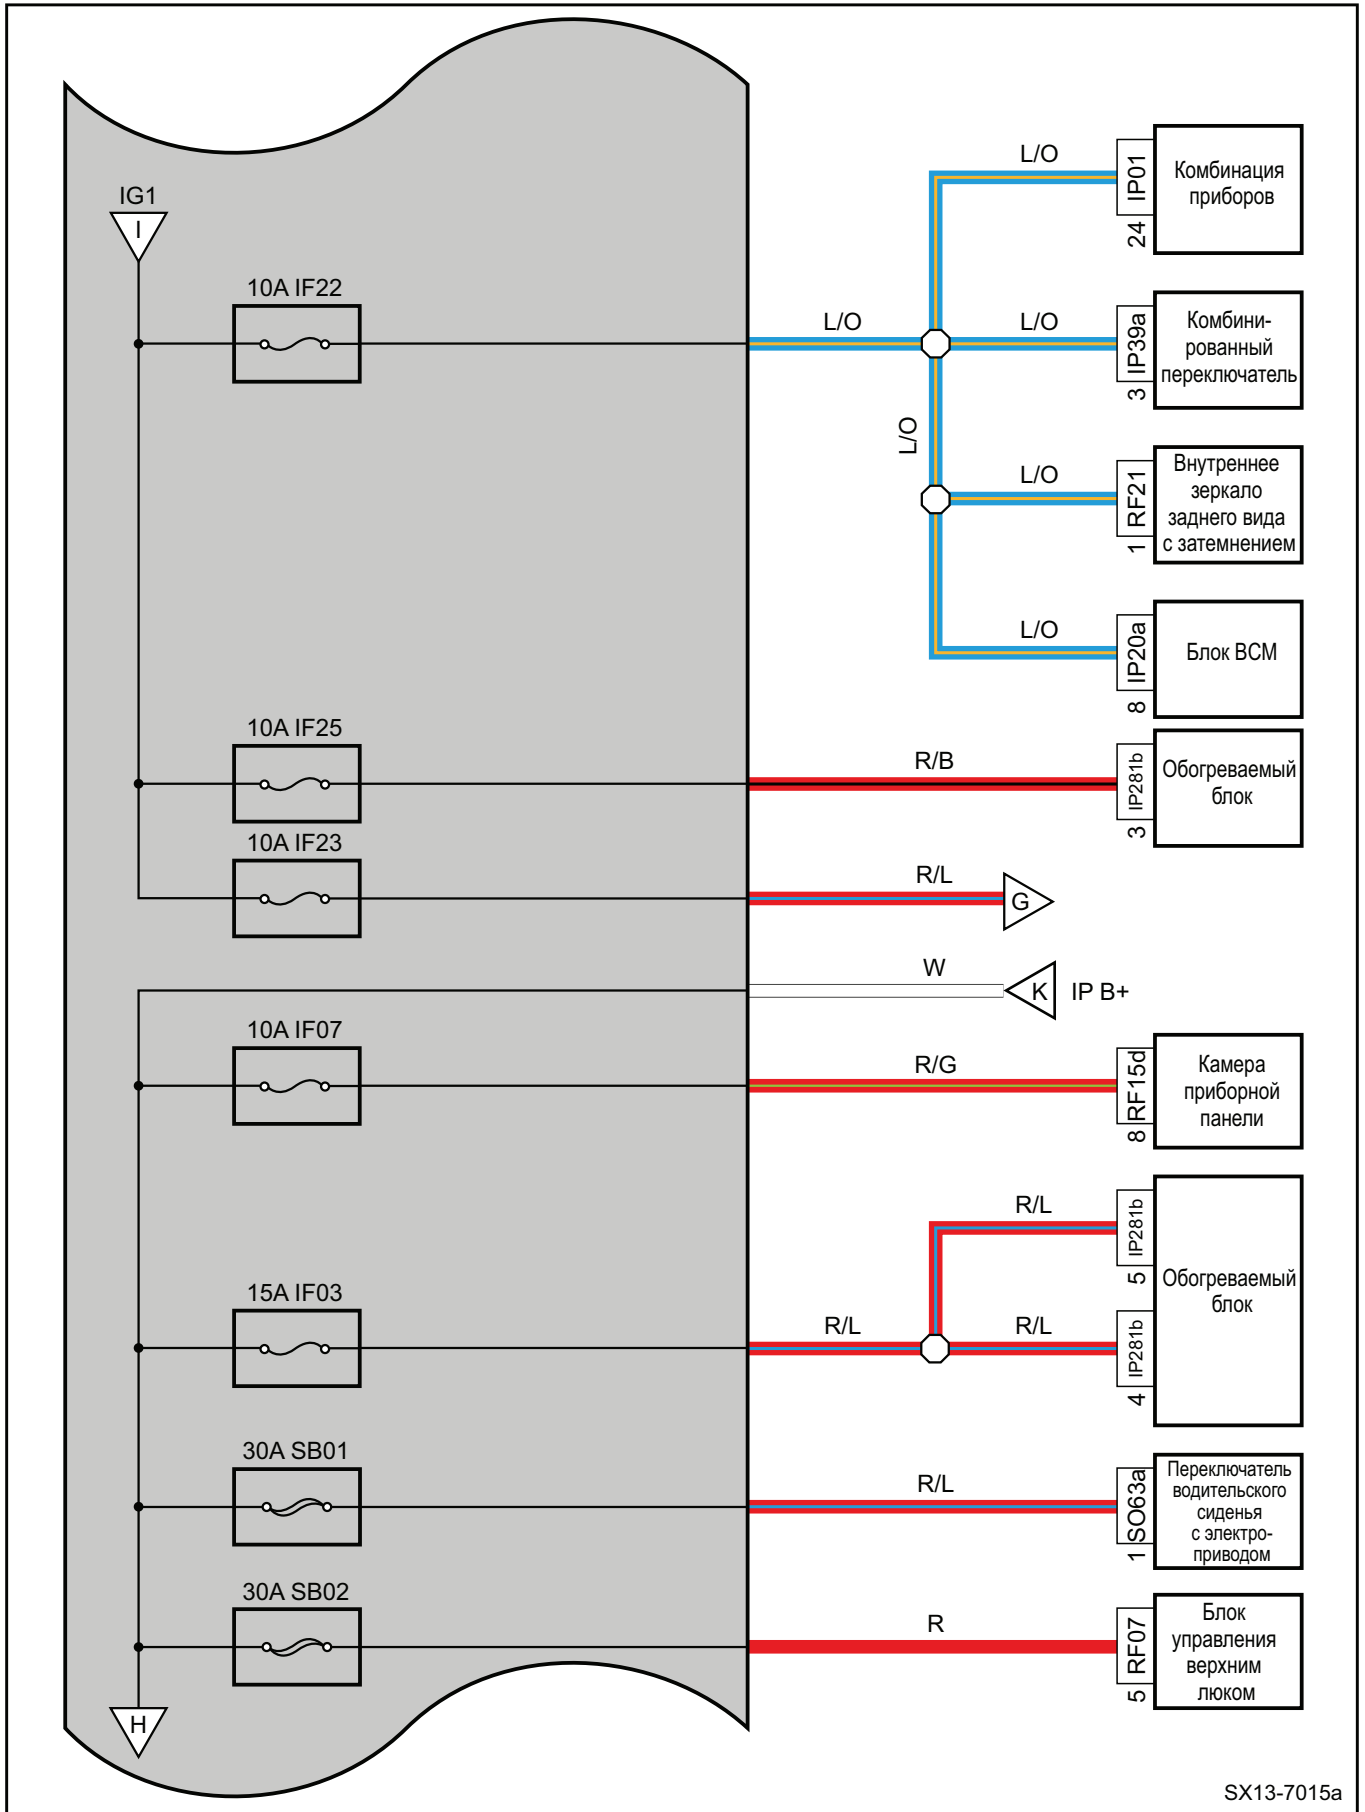 IG1
I
10A IF22
L/O
L/O
IP01
24
Комбинация
приборов
L/O
IP39a
3
Комбини-
рованный
переключатель
L/O
L/O
RF21
1
Внутреннее
зеркало
заднего вида
с затемнением
L/O
IP20a
8
Блок BCM
10A IF25
R/B
IP281b
3
Обогреваемый
блок
10A IF23
R/L
G
W
K
IP B+
10A IF07
R/G
RF15d
8
Камера
приборной
панели
15A IF03
R/L
R/L
IP281b
5
R/L
IP281b
4
Обогреваемый
блок
30A SB01
R/L
SO63a
1
Переключатель
водительского
сиденья
с электро-
приводом
30A SB02
R
RF07
5
Блок
управления
верхним
люком
H
SX13-7015a